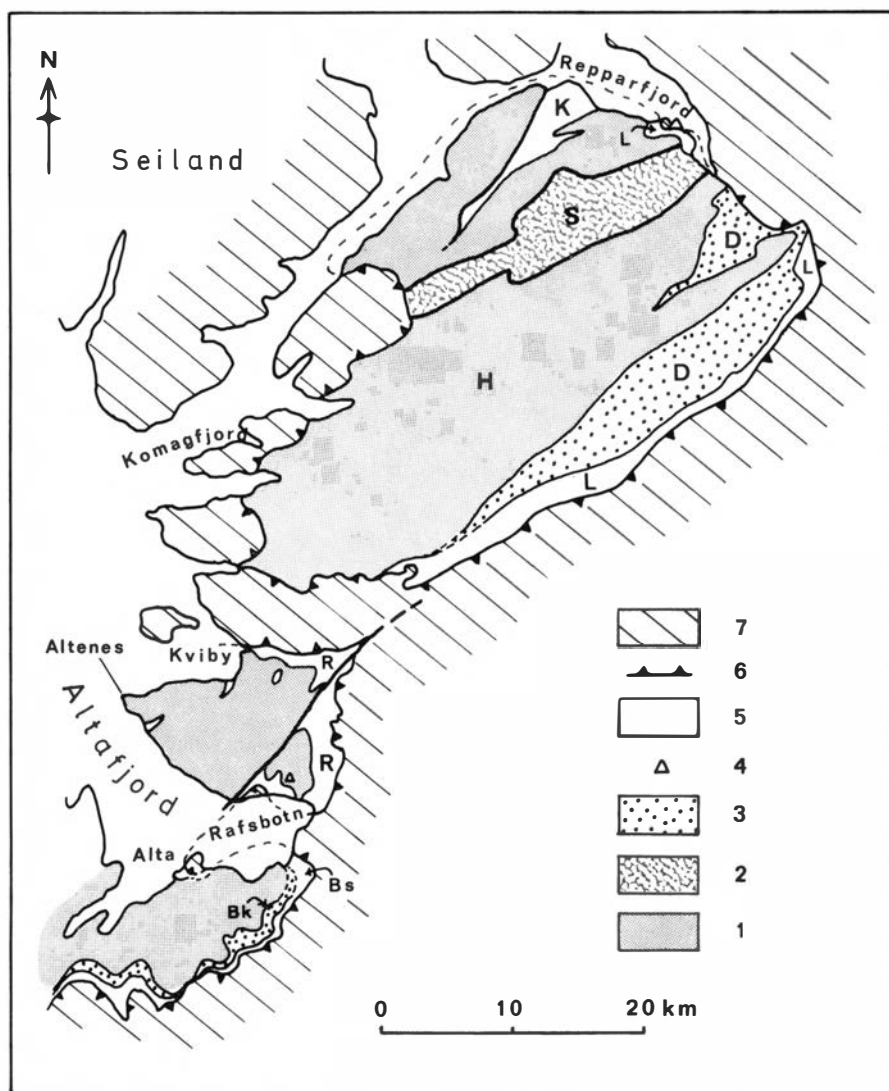 N
Repparfjord
K
L
Seiland
S
D
L
H
D
Komagfjord
L
7
Altenes
Kviby
R
6
5
Altafjord
R
4
Rafsbotn
3
Alta
Bs
2
Bk
1
0 10 20 km